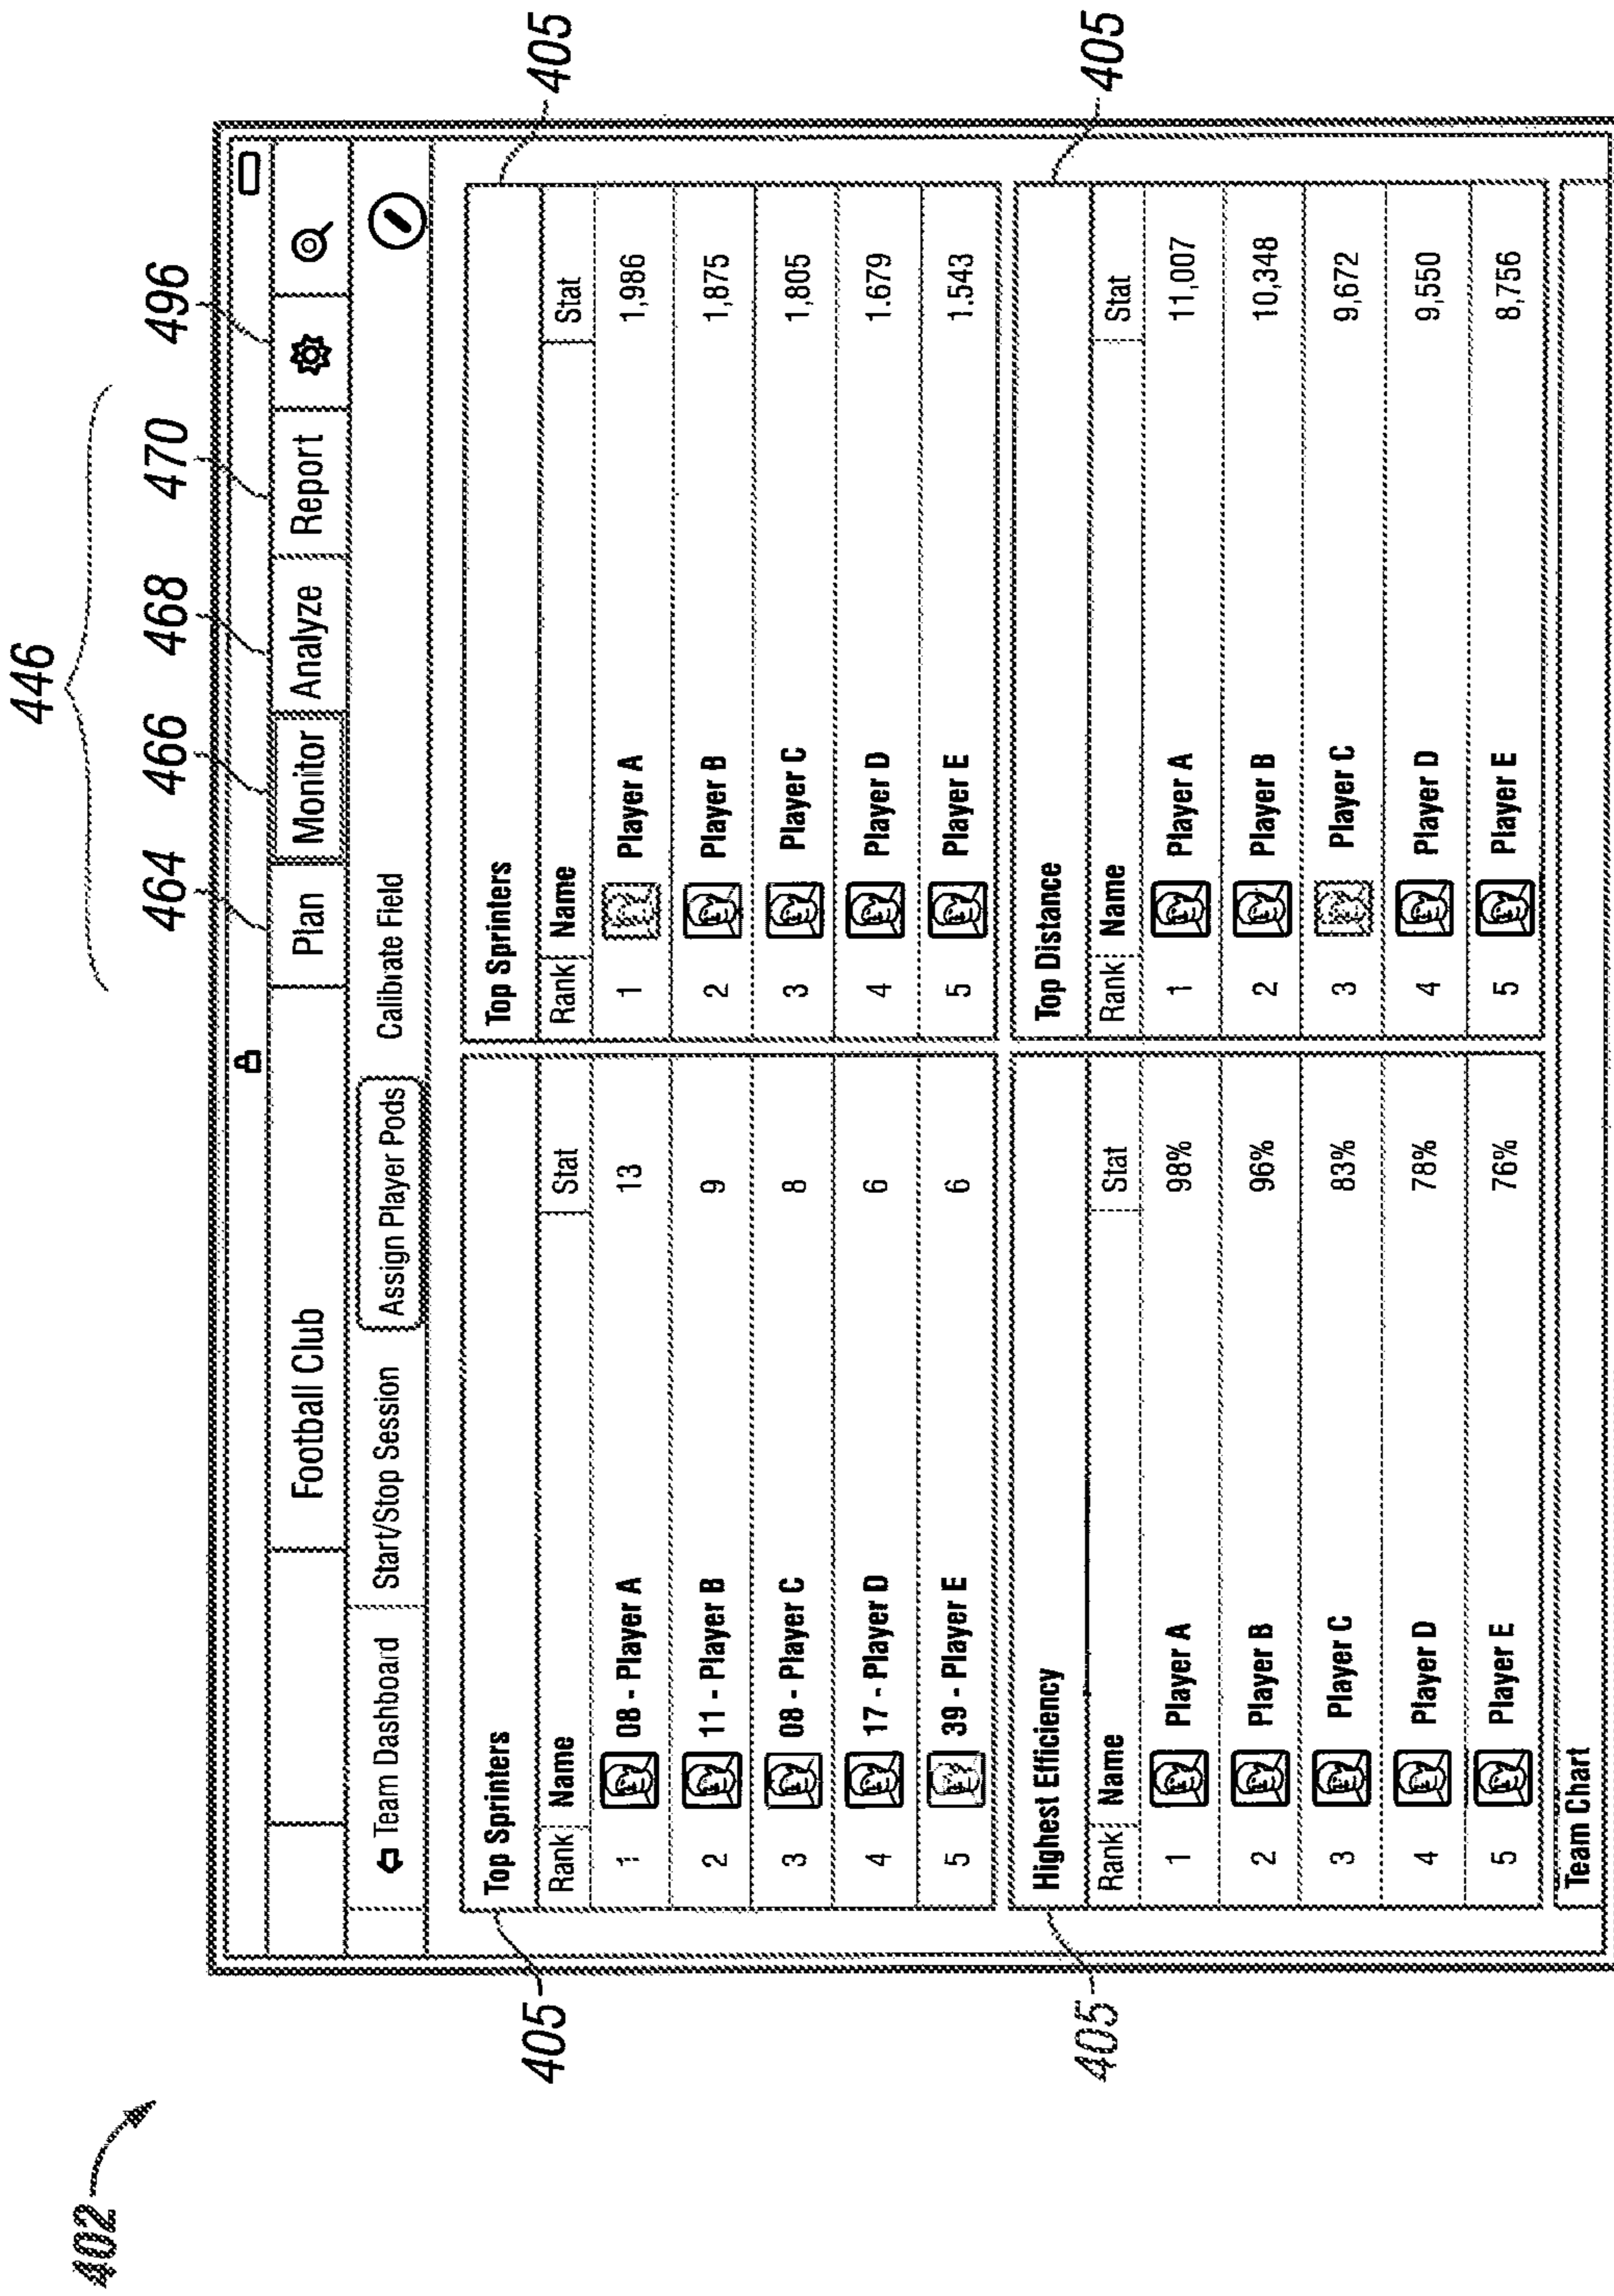 402
446
464 466 468 470 496
Football Club Plan Monitor Analyze Report
Team Dashboard Start/Stop Session Assign Player Pods Calibrate Field
405
Top Sprinters
Rank Name Stat
1 08 - Player A 13
2 11 - Player B 9
3 08 - Player C 8
4 17 - Player D 6
5 39 - Player E 6
405
Top Sprinters
Rank Name Stat
1 Player A 1,986
2 Player B 1,875
3 Player C 1,805
4 Player D 1.679
5 Player E 1.543
405
Highest Efficiency
Rank Name Stat
1 Player A 98%
2 Player B 96%
3 Player C 83%
4 Player D 78%
5 Player E 76%
405
Top Distance
Rank Name Stat
1 Player A 11,007
2 Player B 10,348
3 Player C 9,672
4 Player D 9,550
5 Player E 8,756
Team Chart